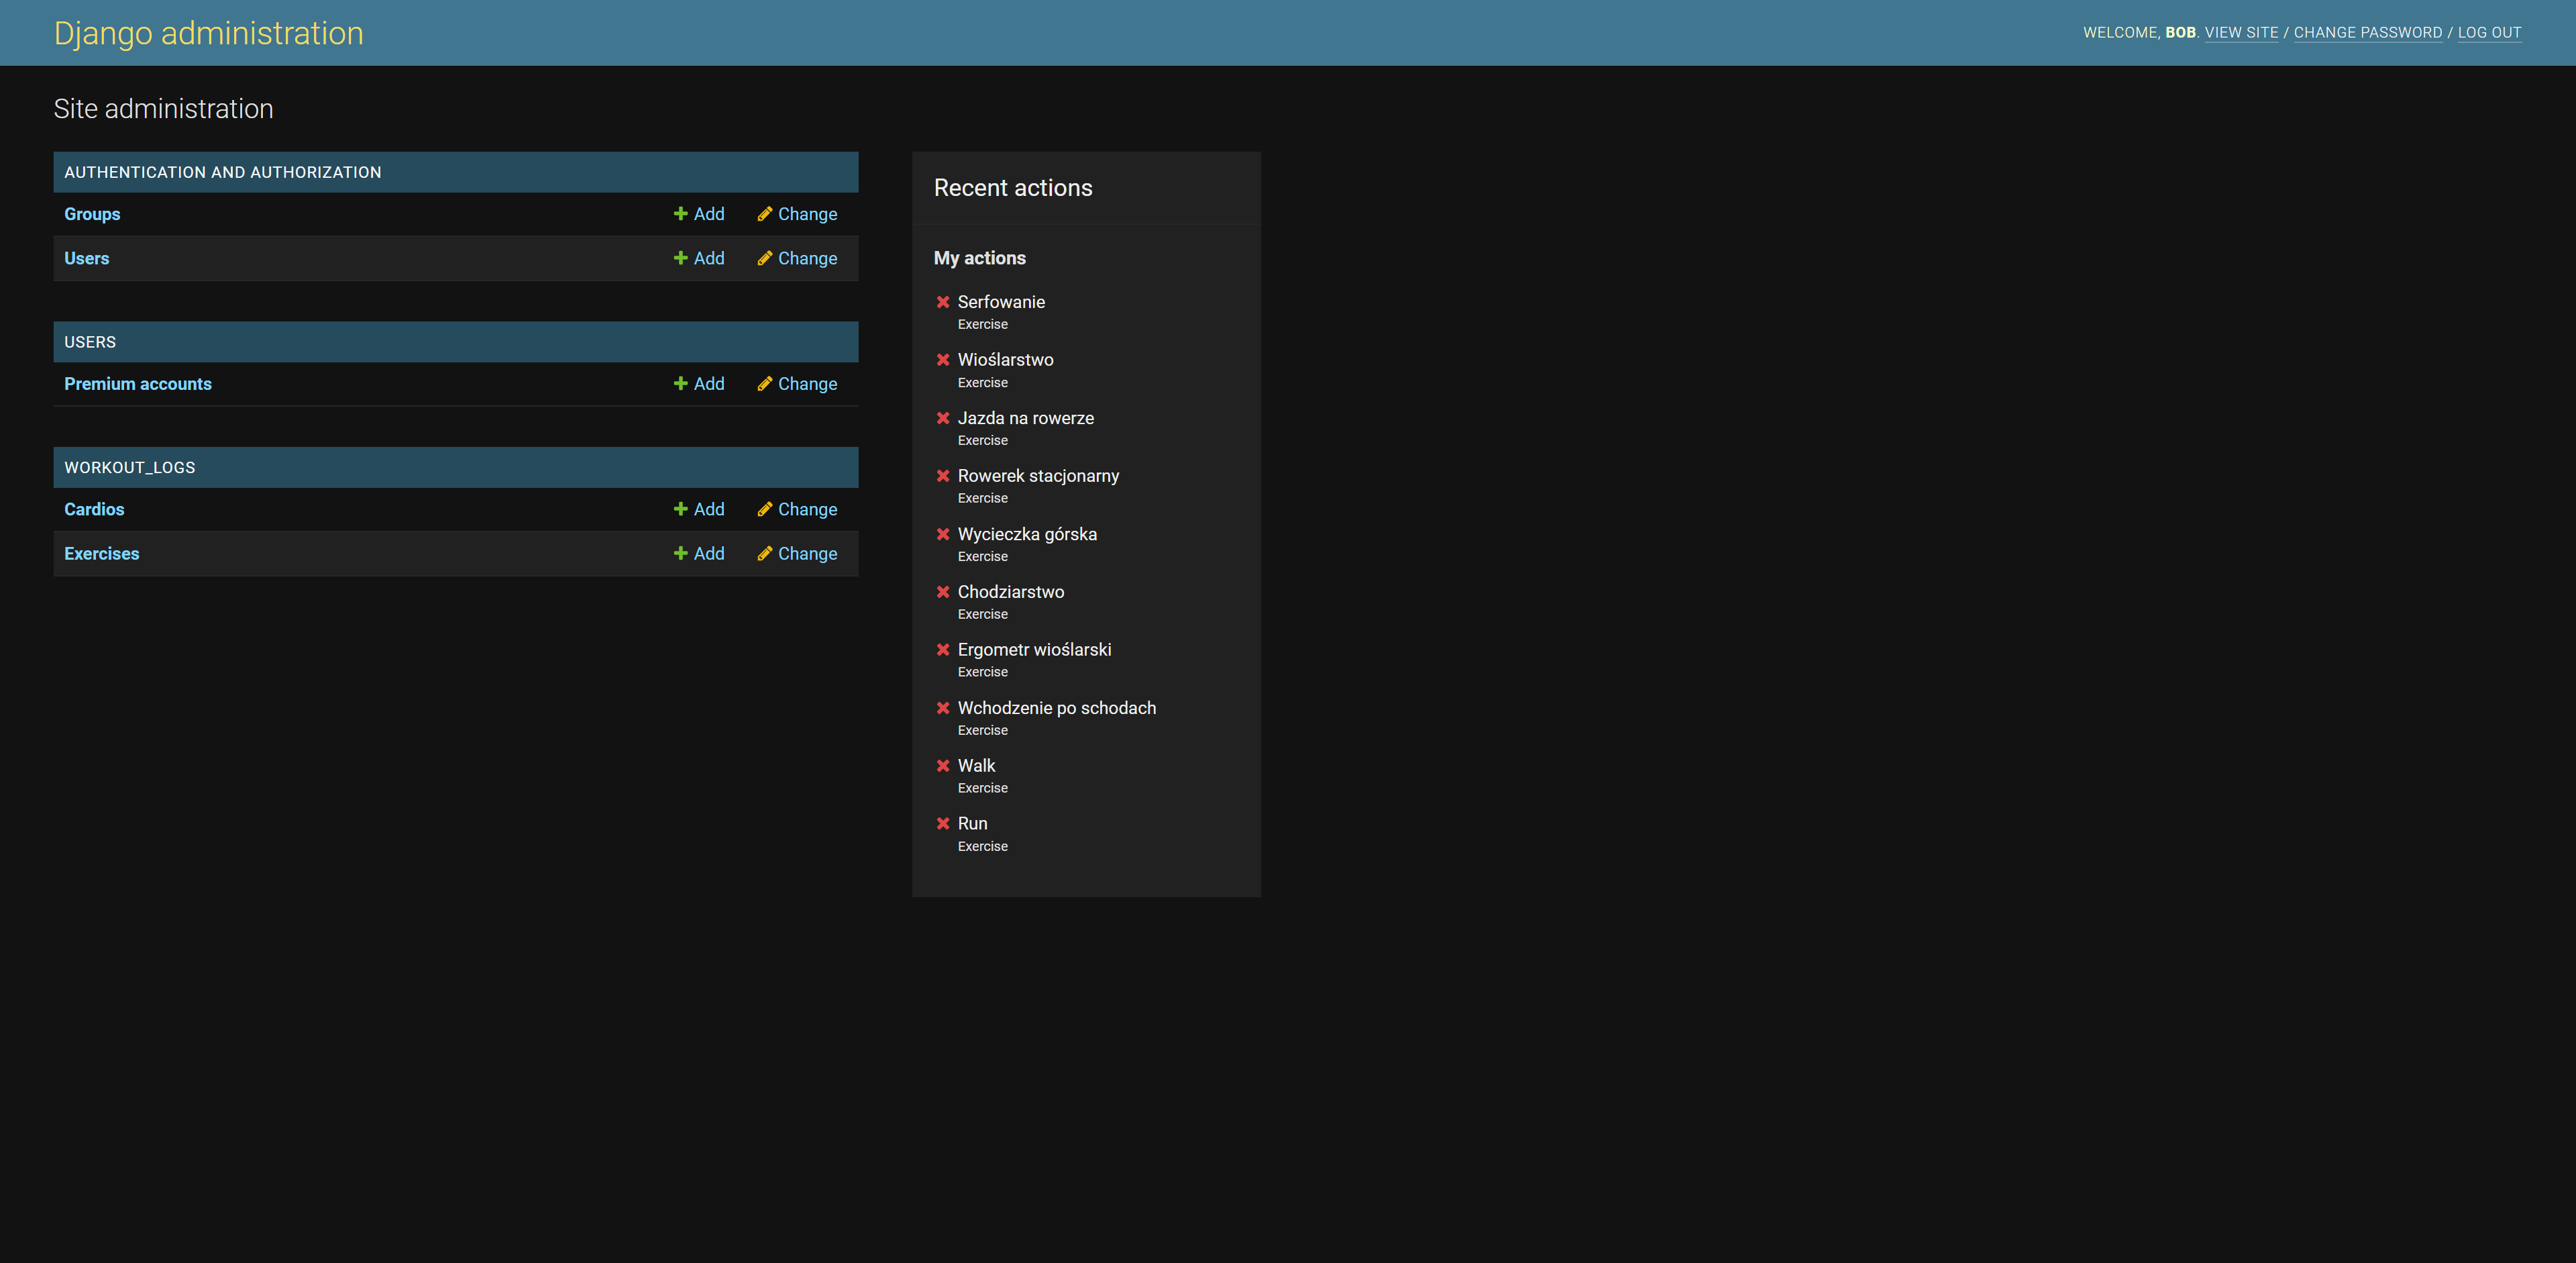 Django administration
WELCOME, BOB. VIEW SITE / CHANGE PASSWORD / LOG OUT
Site administration
AUTHENTICATION AND AUTHORIZATION
Groups Add Change
Users Add Change
USERS
Premium accounts Add Change
WORKOUT_LOGS
Cardios Add Change
Exercises Add Change
Recent actions
My actions
Serfowanie
Exercise
Wioślarstwo
Exercise
Jazda na rowerze
Exercise
Rowerek stacjonarny
Exercise
Wycieczka górska
Exercise
Chodziarstwo
Exercise
Ergometr wioślarski
Exercise
Wchodzenie po schodach
Exercise
Walk
Exercise
Run
Exercise